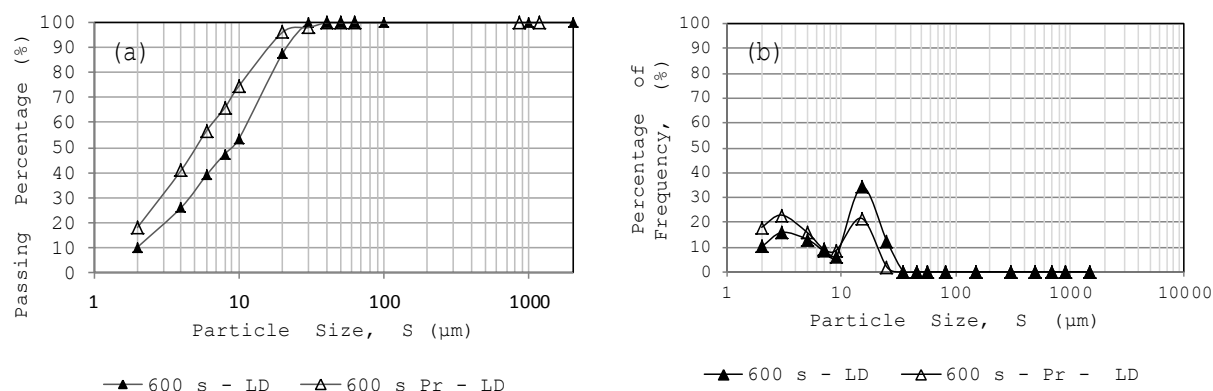 (a)
Passing Percentage (%)
100
90
80
70
60
50
40
30
20
10
0
1
10
100
1000
Particle Size, S (µm)
600 s - LD
600 s Pr - LD
(b)
Percentage of
Frequency, (%)
100
90
80
70
60
50
40
30
20
10
0
1
10
100
1000
10000
Particle Size, S (µm)
600 s - LD
600 s Pr - LD